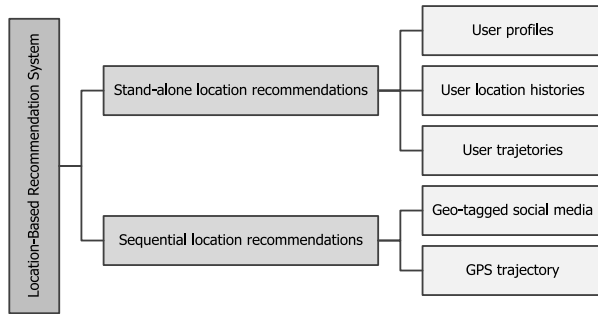 Location-Based Recommendation System
Stand-alone location recommendations
User profiles
User location histories
User trajetories
Sequential location recommendations
Geo-tagged social media
GPS trajectory